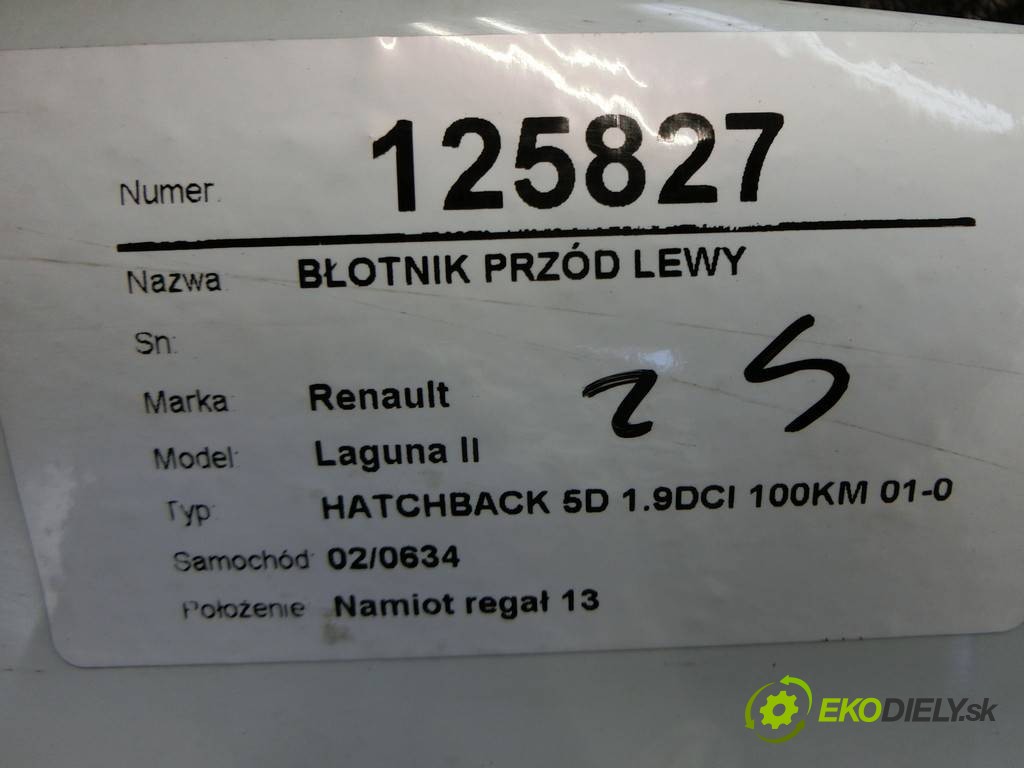 Numer: 125827
Nazwa BŁOTNIK PRZÓD LEWY
Sn:
Marka Renault
Model: Laguna II
Typ: HATCHBACK 5D 1.9DCI 100KM 01-0
Samochód: 02/0634
Położenie Namiot regał 13
EKODIELY.sk